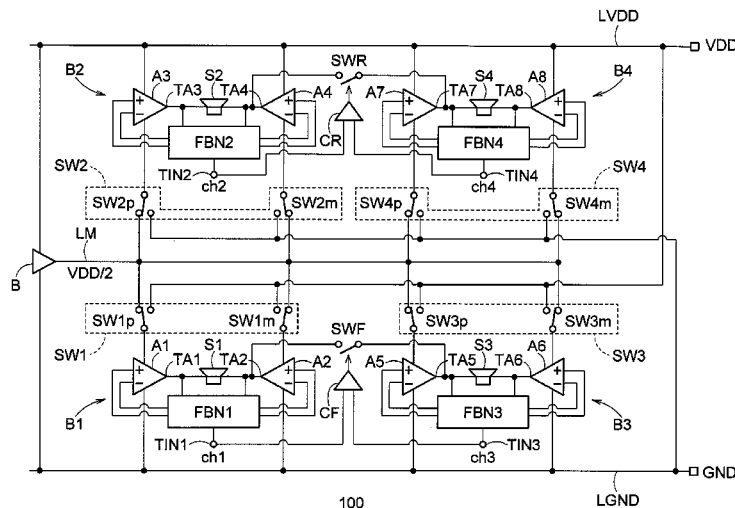 LVDD
VDD
SWR
B2 A3 TA3 S2 TA4 A4 A7 TA7 S4 TA8 A8 B4
FBN2 CR FBN4
SW2 TIN2 ch2 ch4 TIN4 SW4
SW2p SW2m SW4p SW4m
LM
B VDD/2
SW1p SW1m SW3p SW3m
SW1 A1 TA1 S1 TA2 SWF A2 A5 TA5 S3 TA6 A6 SW3
FBN1 CF FBN3
B1 TIN1 ch1 ch3 TIN3 B3
GND
LGND
100